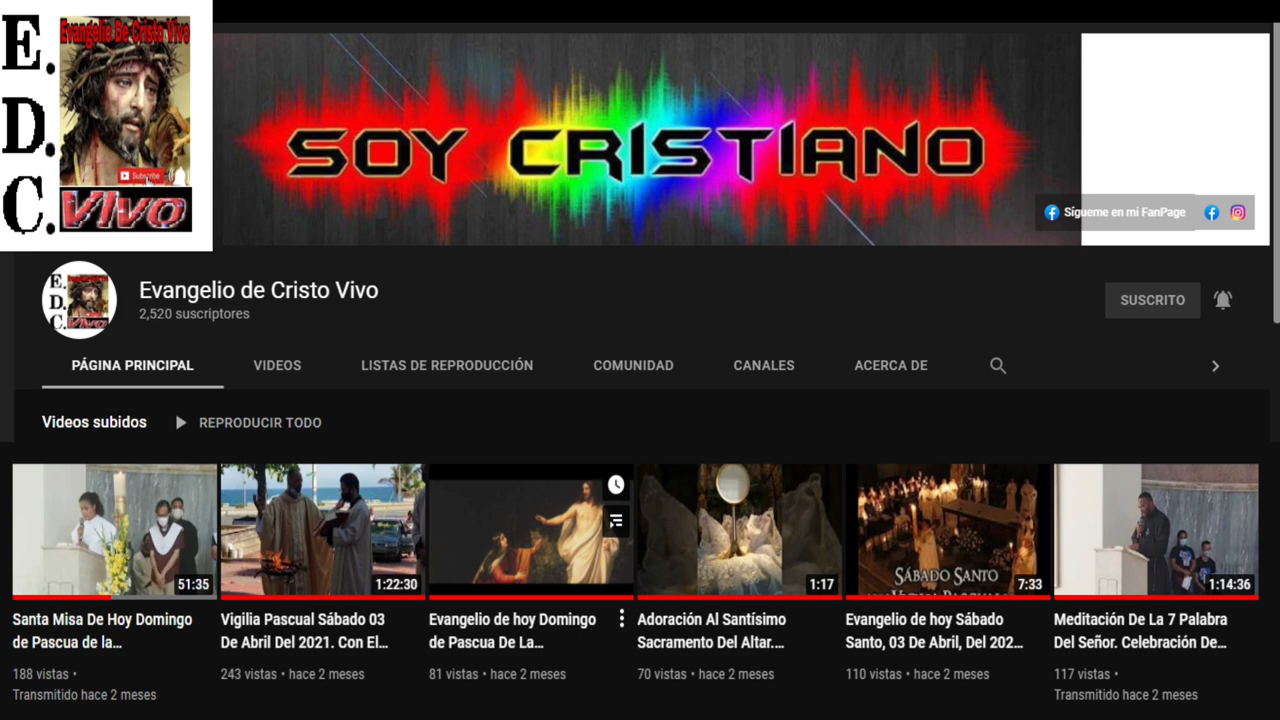 E.
D.
C.
Evangelio De Cristo Vivo
Subscribe
Vivo
SOY CRISTIANO
Sígueme en mi FanPage
E.
D.
C.
Vivo
Evangelio de Cristo Vivo
2,520 suscriptores
SUSCRITO
PÁGINA PRINCIPAL
VIDEOS
LISTAS DE REPRODUCCIÓN
COMUNIDAD
CANALES
ACERCA DE
Videos subidos
REPRODUCIR TODO
51:35
1:22:30
1:17
SÁBADO SANTO
7:33
1:14:36
Santa Misa De Hoy Domingo
de Pascua de la...
188 vistas •
Transmitido hace 2 meses
Vigilia Pascual Sábado 03
De Abril Del 2021. Con El...
243 vistas • hace 2 meses
Evangelio de hoy Domingo
de Pascua De La...
81 vistas • hace 2 meses
Adoración Al Santísimo
Sacramento Del Altar....
70 vistas • hace 2 meses
Evangelio de hoy Sábado
Santo, 03 De Abril, Del 202...
110 vistas • hace 2 meses
Meditación De La 7 Palabra
Del Señor. Celebración De...
117 vistas •
Transmitido hace 2 meses